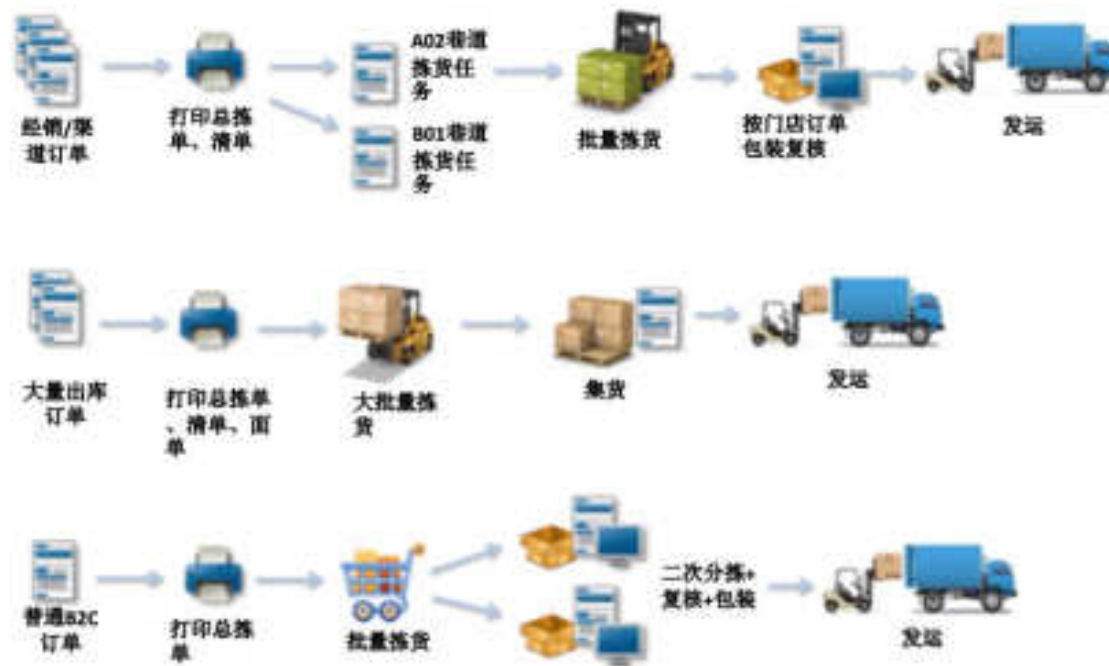 经销/渠
道订单
打印总拣
单、清单
A02巷道
拣货任
务
B01巷道
拣货任
务
批量拣货
按门店订单
包装复核
发运
大量出库
订单
打印总拣单
、清单、面
单
大批量拣
货
集货
发运
普通B2C
订单
打印总拣
单
批量拣货
二次分拣+
复核+包装
发运